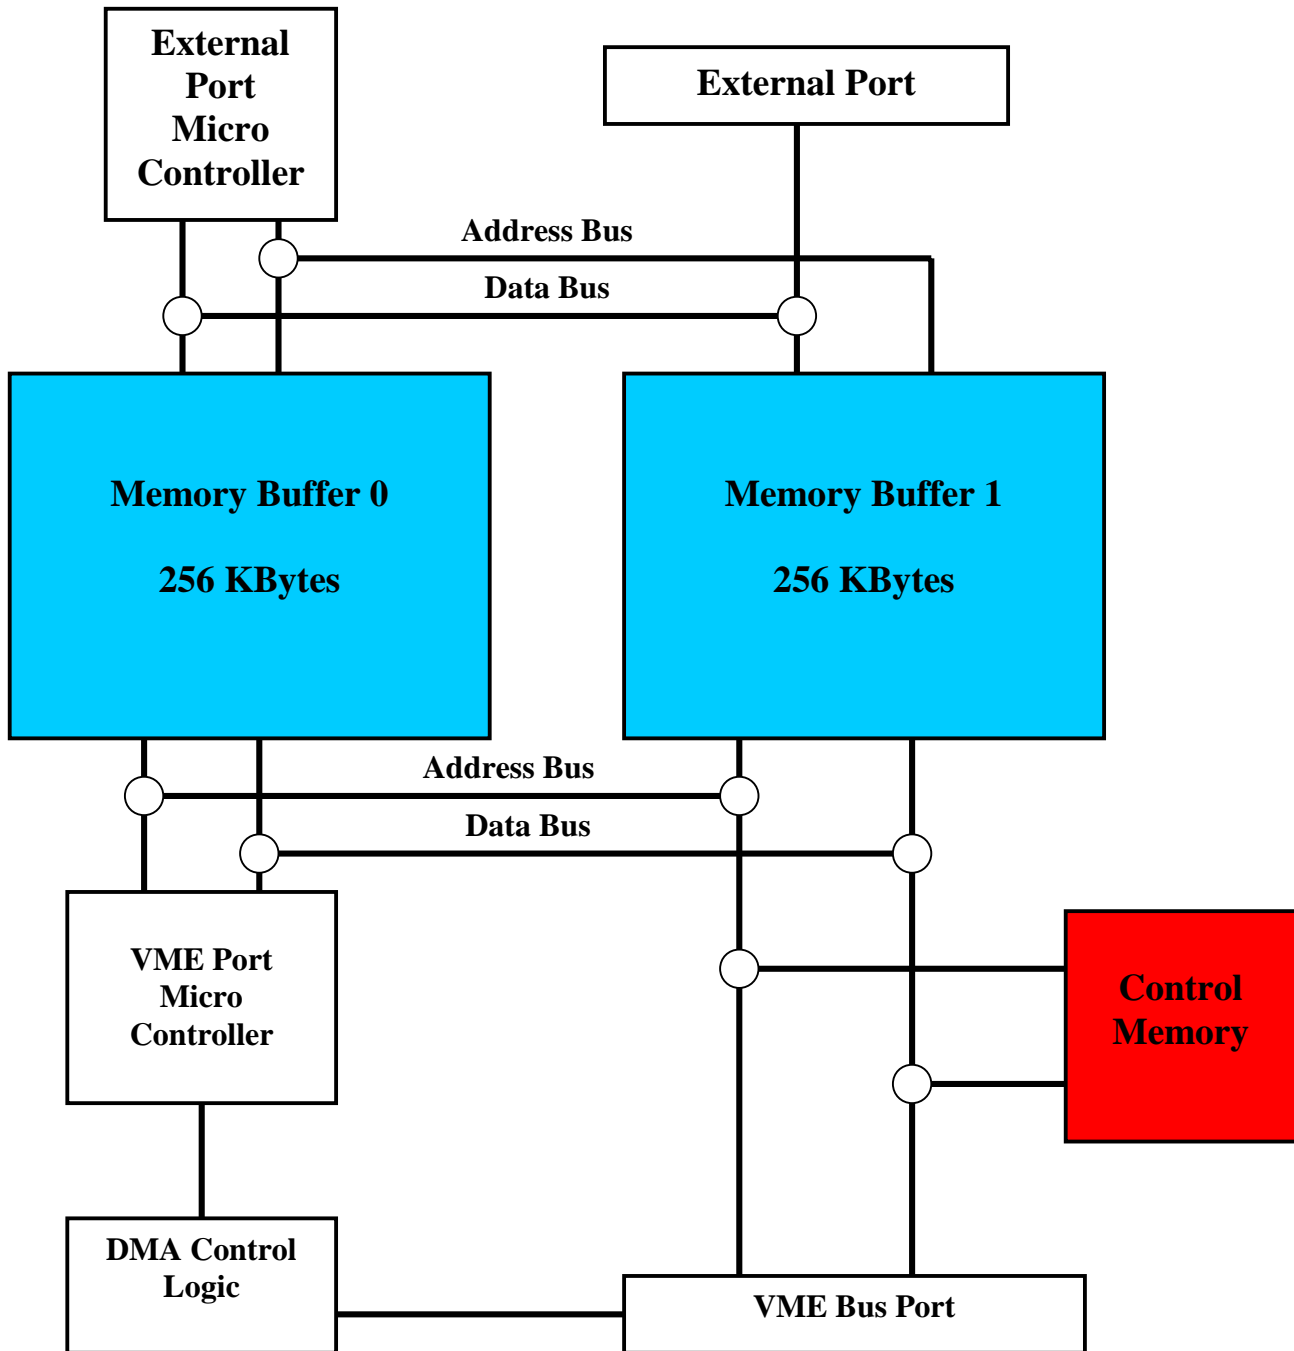 External
Port
Micro
Controller
External Port
Address Bus
Data Bus
Memory Buffer 0
256 KBytes
Memory Buffer 1
256 KBytes
Address Bus
Data Bus
VME Port
Micro
Controller
Control
Memory
DMA Control
Logic
VME Bus Port